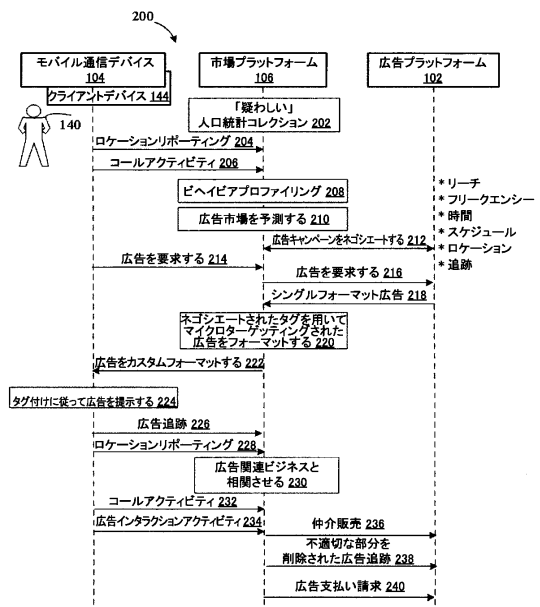 200
モバイル通信デバイス
104
クライアントデバイス 144
市場プラットフォーム
106
広告プラットフォーム
102
140
「疑わしい」
人口統計コレクション 202
ロケーションリポーティング 204
コールアクティビティ 206
ビヘイビアプロファイリング 208
広告市場を予測する 210
広告キャンペーンをネゴシエートする 212
* リーチ
* フリークエンシー
* 時間
* スケジュール
* ロケーション
* 追跡
広告を要求する 214
広告を要求する 216
シングルフォーマット広告 218
ネゴシエートされたタグを用いて
マイクロターゲッティングされた
広告をフォーマットする 220
広告をカスタムフォーマットする 222
タグ付けに従って広告を提示する 224
広告追跡 226
ロケーションリポーティング 228
広告関連ビジネスと
相関させる 230
コールアクティビティ 232
広告インタラクションアクティビティ 234
仲介販売 236
不適切な部分を
削除された広告追跡 238
広告支払い請求 240